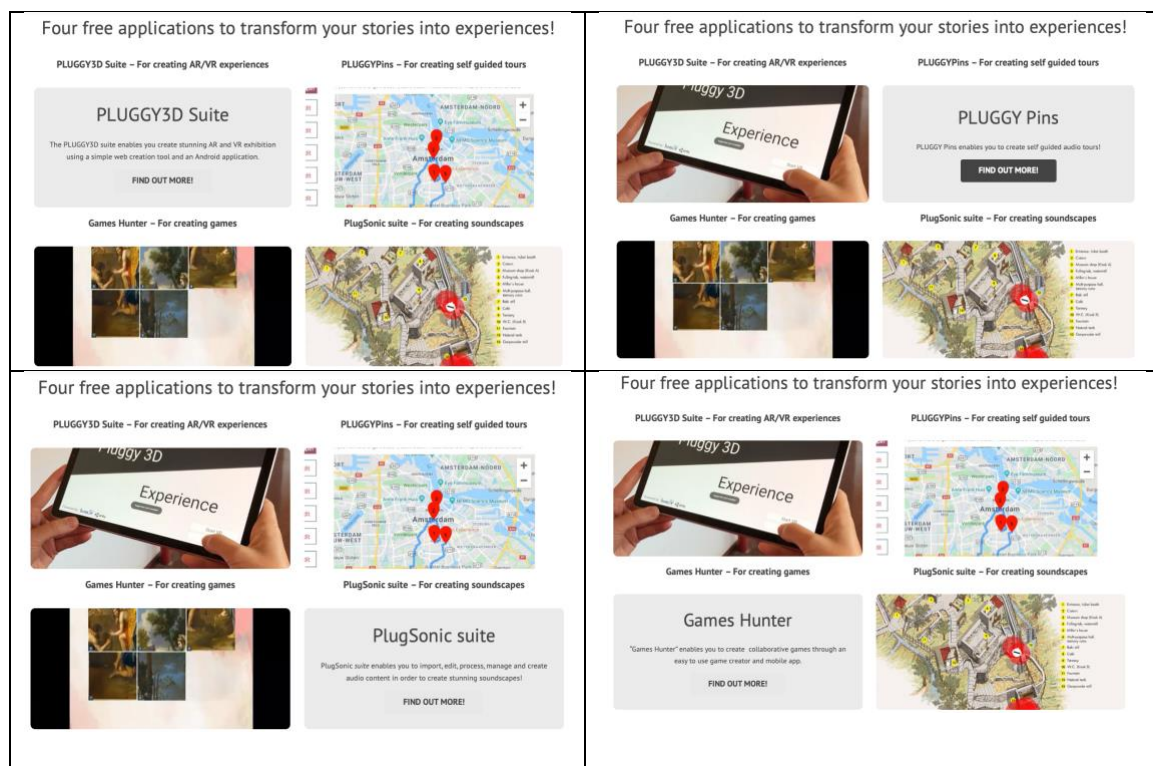 Four free applications to transform your stories into experiences!
PLUGGY3D Suite – For creating AR/VR experiences
PLUGGYPins – For creating self guided tours
PLUGGY3D Suite
The PLUGGY3D suite enables you create stunning AR and VR exhibition
using a simple web creation tool and an Android application.
FIND OUT MORE!
AMSTERDAM-NOORD
Amsterdam
Games Hunter – For creating games
PlugSonic suite – For creating soundscapes
Four free applications to transform your stories into experiences!
PLUGGY3D Suite – For creating AR/VR experiences
PLUGGYPins – For creating self guided tours
Pluggy 3D
Experience
PLUGGY Pins
PLUGGY Pins enables you to create self guided audio tours!
FIND OUT MORE!
Games Hunter – For creating games
PlugSonic suite – For creating soundscapes
Four free applications to transform your stories into experiences!
PLUGGY3D Suite – For creating AR/VR experiences
PLUGGYPins – For creating self guided tours
Pluggy 3D
Experience
AMSTERDAM-NOORD
Amsterdam
Games Hunter – For creating games
PlugSonic suite – For creating soundscapes
PlugSonic suite
PlugSonic suite enables you to import, edit, process, manage and create
audio content in order to create stunning soundscapes!
FIND OUT MORE!
Four free applications to transform your stories into experiences!
PLUGGY3D Suite – For creating AR/VR experiences
PLUGGYPins – For creating self guided tours
Pluggy 3D
Experience
AMSTERDAM-NOORD
Amsterdam
Games Hunter – For creating games
PlugSonic suite – For creating soundscapes
Games Hunter
"Games Hunter" enables you to create collaborative games through an
easy to use game creator and mobile app.
FIND OUT MORE!